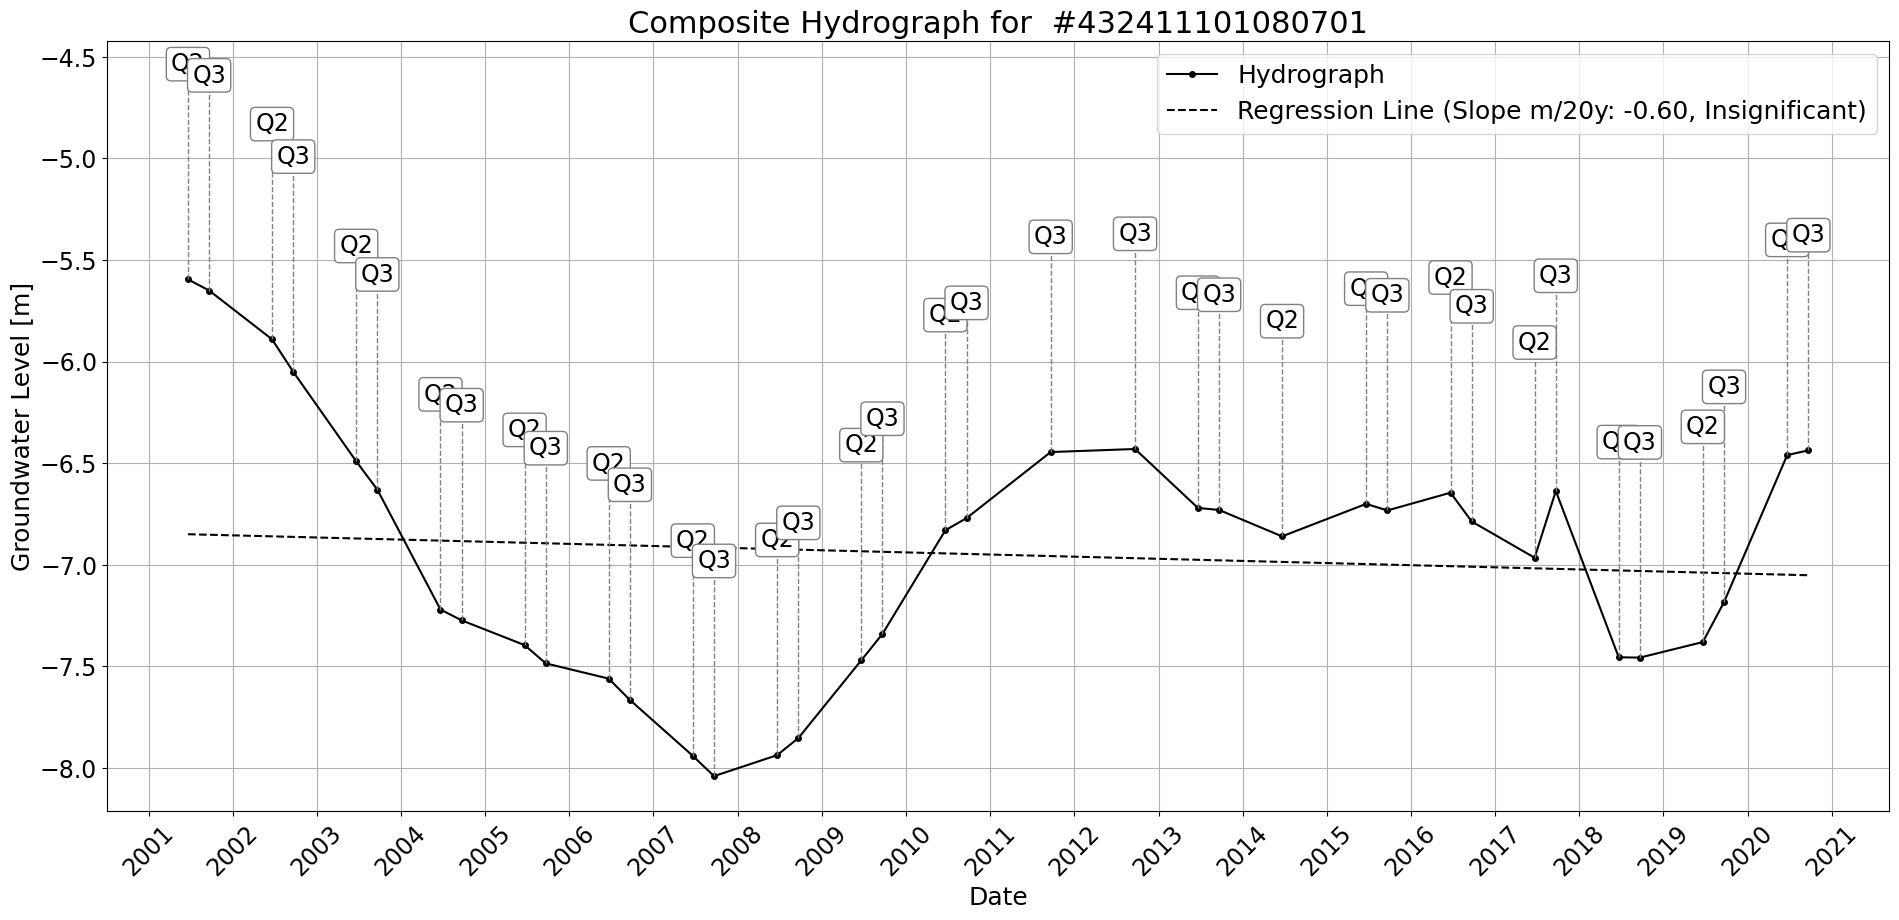 Composite Hydrograph for #432411101080701
Hydrograph
Regression Line (Slope m/20y: -0.60, Insignificant)
Groundwater Level [m]
−4.5
−5.0
−5.5
−6.0
−6.5
−7.0
−7.5
−8.0
Q2
Q3
Q2
Q3
Q2
Q3
Q2
Q3
Q2
Q3
Q2
Q3
Q2
Q3
Q2
Q3
Q2
Q3
Q2
Q3
Q3
Q3
Q
Q3
Q2
Q
Q3
Q2
Q3
Q2
Q3
Q
Q3
Q2
Q3
Q
Q3
2001
2002
2003
2004
2005
2006
2007
2008
2009
2010
2011
2012
2013
2014
2015
2016
2017
2018
2019
2020
2021
Date